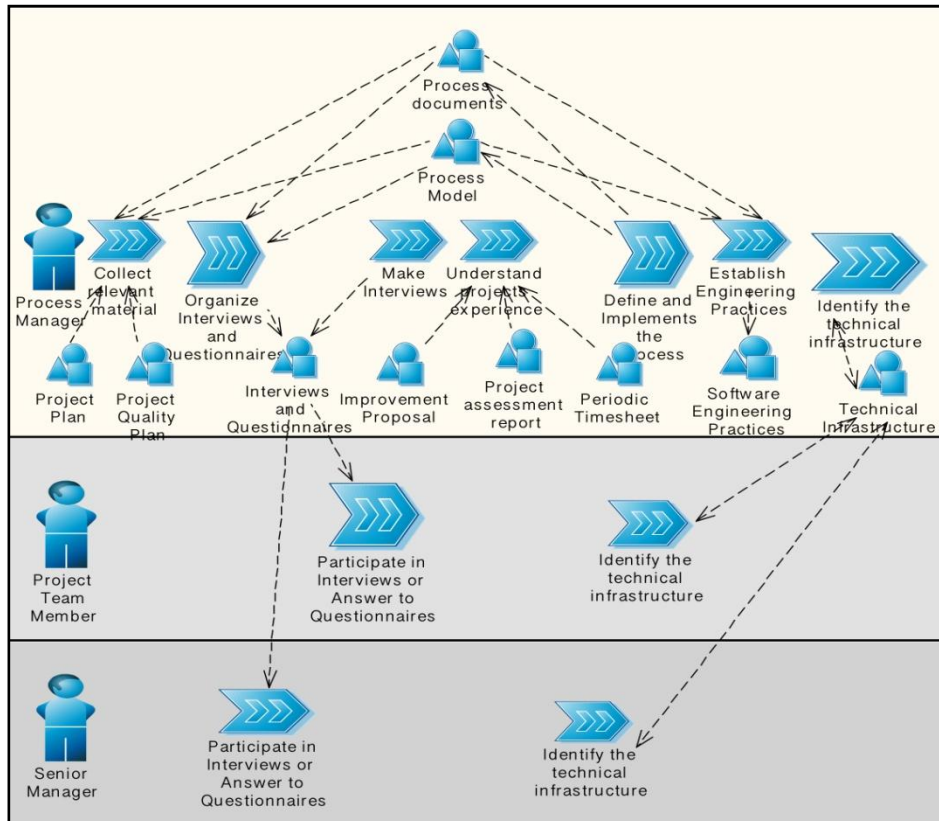 Process
documents
Process
Model
Process
Manager
Collect
relevant
material
Organize
Interviews
and
Questionnaires
Make
Interviews
Understand
projects
experience
Define and
Implements
the
process
Establish
Engineering
Practices
Identify the
technical
infrastructure
Project
Plan
Project
Quality
Plan
Interviews
and
Questionnaires
Improvement
Proposal
Project
assessment
report
Periodic
Timesheet
Software
Engineering
Practices
Technical
Infrastructure
Project
Team
Member
Participate in
Interviews or
Answer to
Questionnaires
Identify the
technical
infrastructure
Senior
Manager
Participate in
Interviews or
Answer to
Questionnaires
Identify the
technical
infrastructure